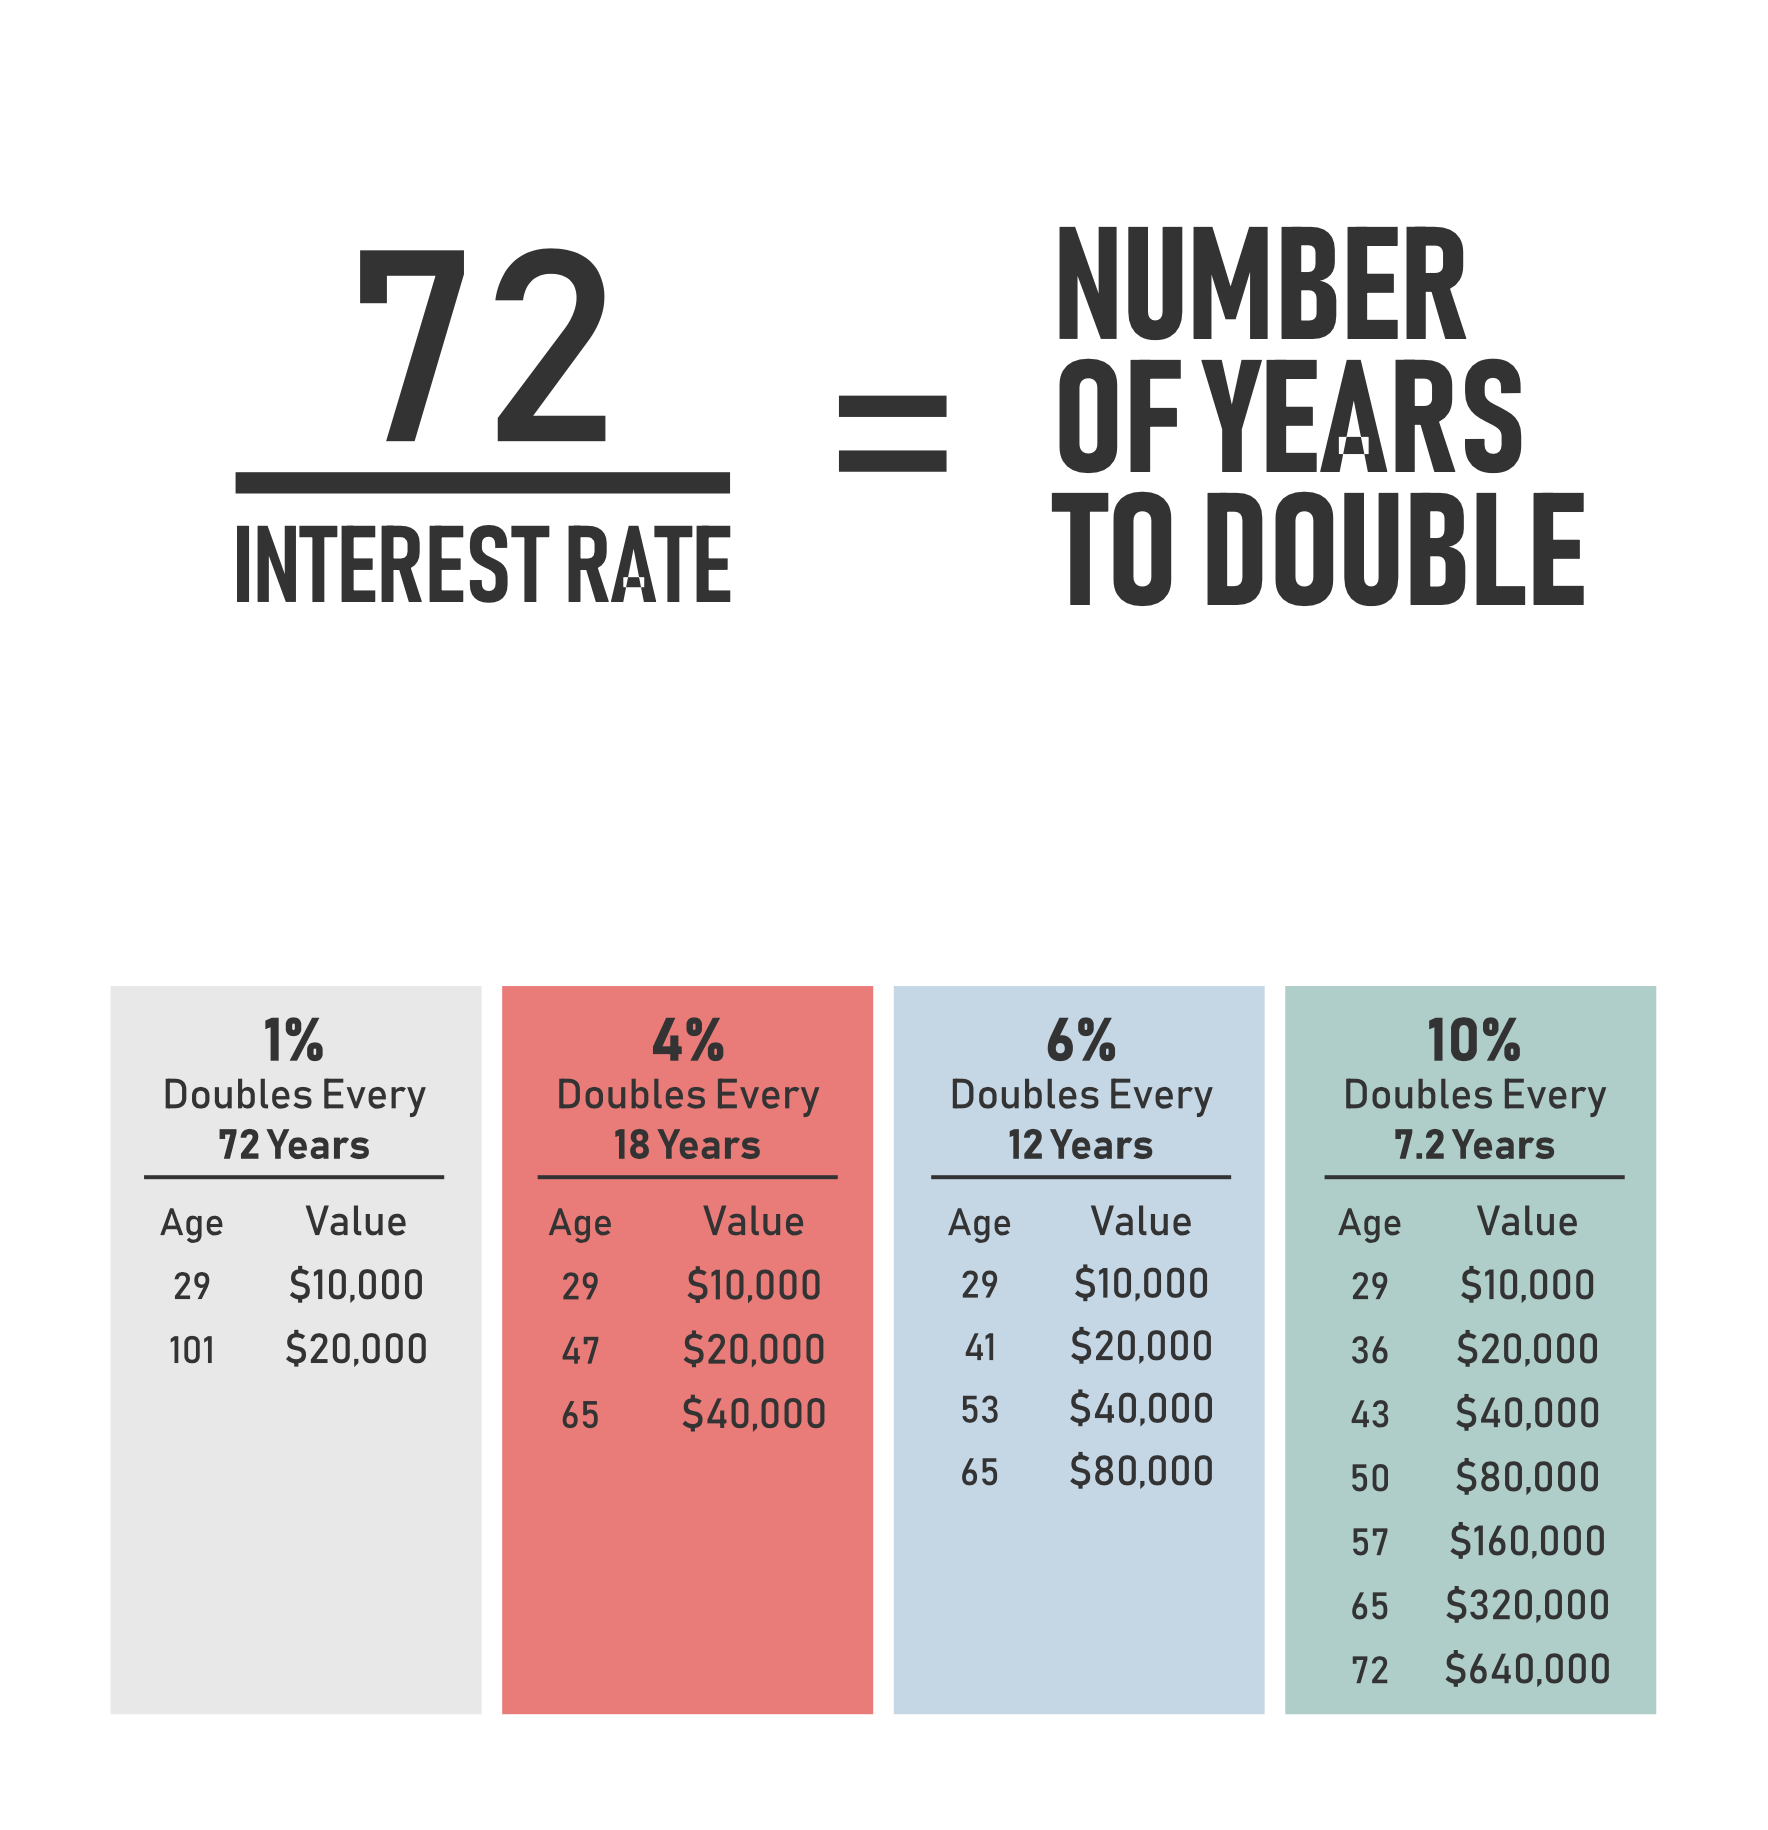 72
INTEREST RATE
=
NUMBER
OF YEARS
TO DOUBLE
1%
Doubles Every
72 Years
Age Value
29 $10,000
101 $20,000
4%
Doubles Every
18 Years
Age Value
29 $10,000
47 $20,000
65 $40,000
6%
Doubles Every
12 Years
Age Value
29 $10,000
41 $20,000
53 $40,000
65 $80,000
10%
Doubles Every
7.2 Years
Age Value
29 $10,000
36 $20,000
43 $40,000
50 $80,000
57 $160,000
65 $320,000
72 $640,000